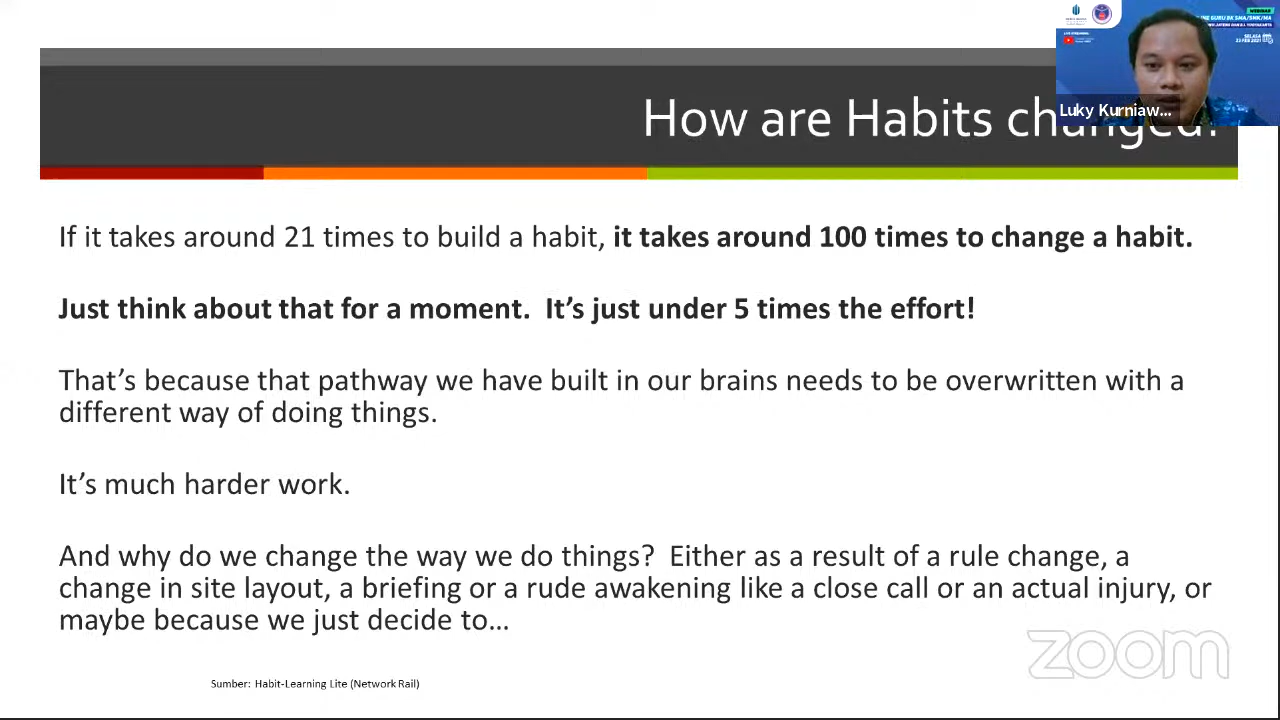 WEBINAR
SELASA
23 FEB 2021
Luky Kurniaw...
How are Habits changed?
If it takes around 21 times to build a habit, it takes around 100 times to change a habit.
Just think about that for a moment.  It's just under 5 times the effort!
That's because that pathway we have built in our brains needs to be overwritten with a
different way of doing things.
It's much harder work.
And why do we change the way we do things?  Either as a result of a rule change, a
change in site layout, a briefing or a rude awakening like a close call or an actual injury, or
maybe because we just decide to...
zoom
Sumber:  Habit-Learning Lite (Network Rail)